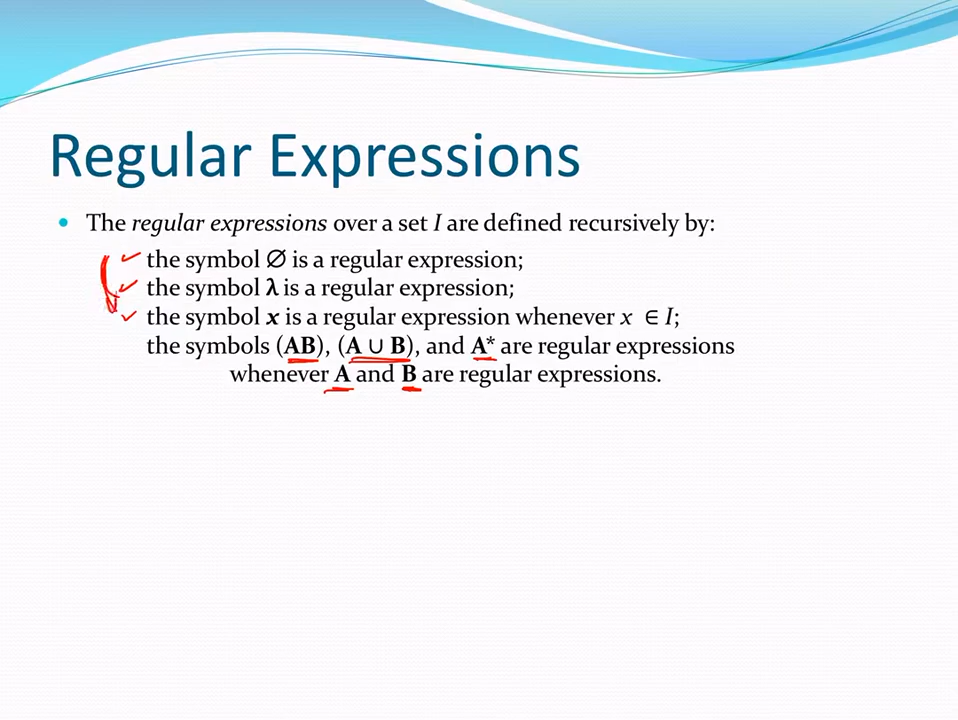 Regular Expressions
• The regular expressions over a set I are defined recursively by:
the symbol ∅ is a regular expression;
the symbol λ is a regular expression;
the symbol x is a regular expression whenever x ∈ I;
the symbols (AB), (A ∪ B), and A* are regular expressions
whenever A and B are regular expressions.